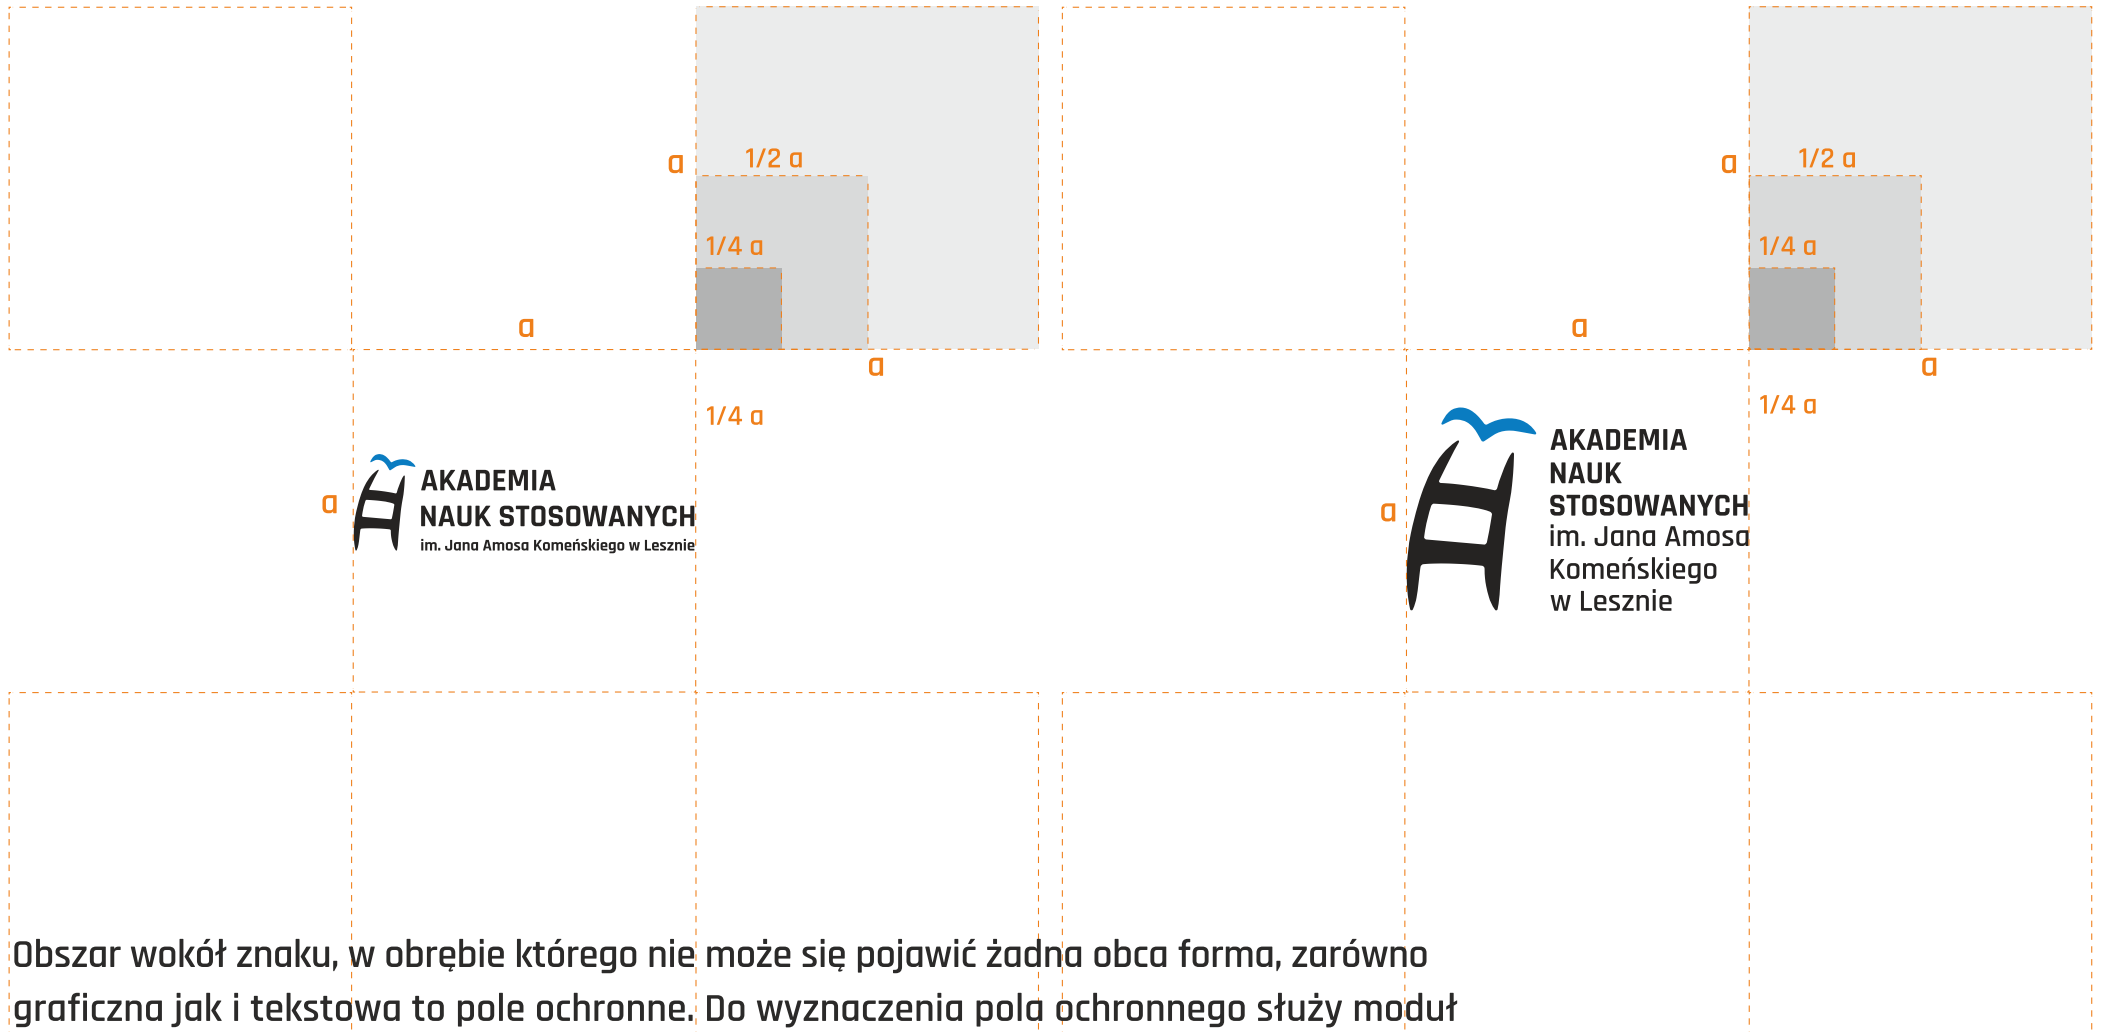 1/2 a
a
1/4 a
a
a
1/4 a
a
AKADEMIA
NAUK STOSOWANYCH
im. Jana Amosa Komeńskiego w Lesznie
1/2 a
a
1/4 a
a
a
1/4 a
a
AKADEMIA
NAUK
STOSOWANYCH
im. Jana Amosa
Komeńskiego
w Lesznie
Obszar wokół znaku, w obrębie którego nie może się pojawić żadna obca forma, zarówno
graficzna jak i tekstowa to pole ochronne. Do wyznaczenia pola ochronnego służy moduł